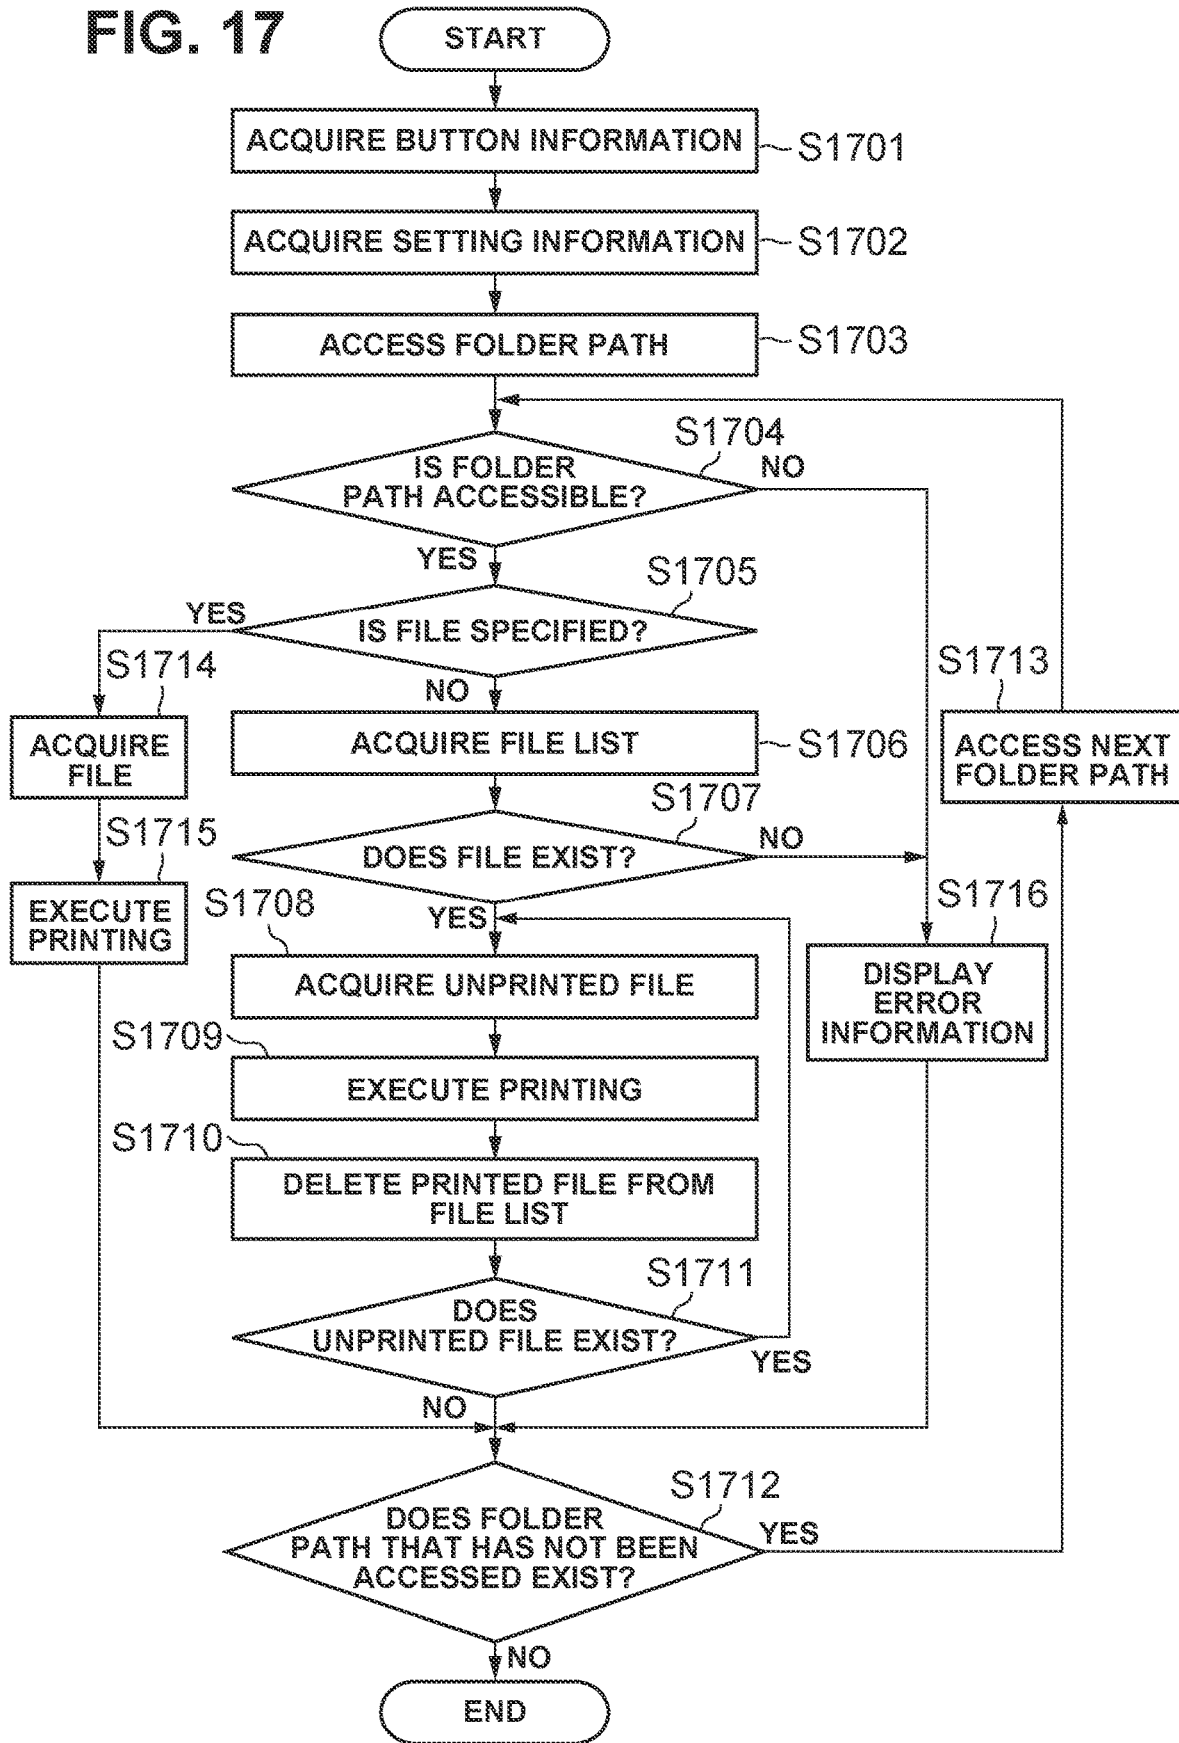 FIG. 17
START
ACQUIRE BUTTON INFORMATION
S1701
ACQUIRE SETTING INFORMATION
S1702
ACCESS FOLDER PATH
S1703
S1704
IS FOLDER
PATH ACCESSIBLE?
NO
YES
S1705
YES
IS FILE SPECIFIED?
NO
S1714
ACQUIRE
FILE
S1713
ACCESS NEXT
FOLDER PATH
ACQUIRE FILE LIST
S1706
S1707
DOES FILE EXIST?
NO
YES
S1715
EXECUTE
PRINTING
S1708
ACQUIRE UNPRINTED FILE
S1716
DISPLAY
ERROR
INFORMATION
S1709
EXECUTE PRINTING
S1710
DELETE PRINTED FILE FROM
FILE LIST
S1711
DOES
UNPRINTED FILE EXIST?
YES
NO
S1712
DOES FOLDER
PATH THAT HAS NOT BEEN
ACCESSED EXIST?
YES
NO
END